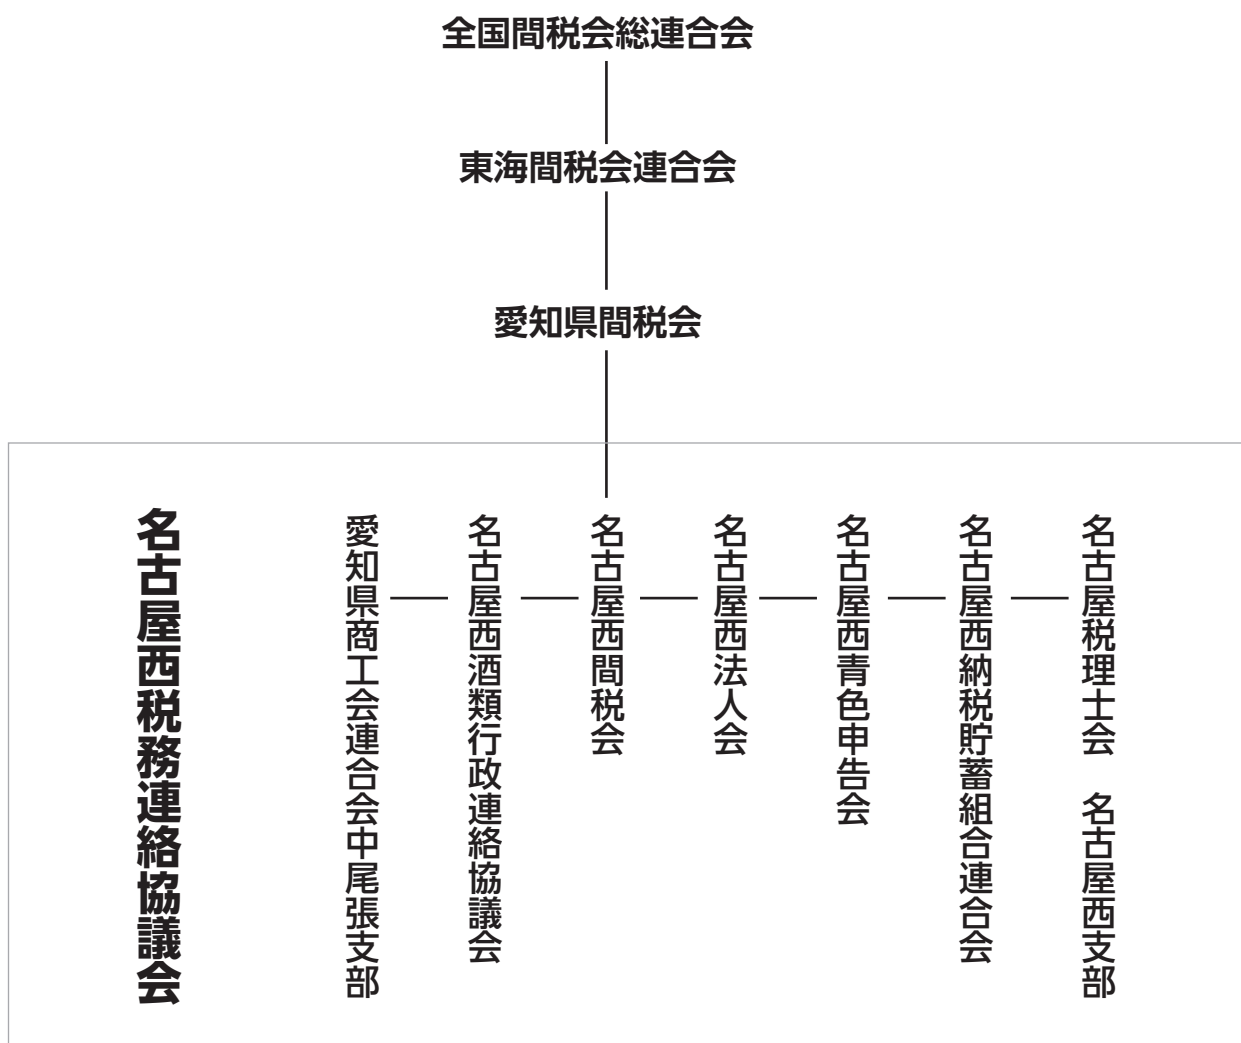 全国間税会総連合会
東海間税会連合会
愛知県間税会
名古屋税理士会　名古屋西支部
名古屋西納税貯蓄組合連合会
名古屋西青色申告会
名古屋西法人会
名古屋西間税会
名古屋西酒類行政連絡協議会
愛知県商工会連合会中尾張支部
名古屋西税務連絡協議会